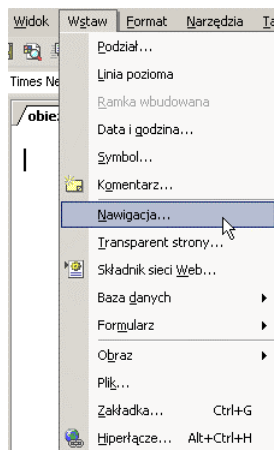 Widok Wstaw Format Narzędzia
Times Ne
Podział...
Linia pozioma
Ramka wbudowana
Data i godzina...
Symbol...
Komentarz...
Nawigacja...
Transparent strony...
Składnik sieci Web...
Baza danych
Formularz
Obraz
Plik...
Zakładka... Ctrl+G
Hiperłącze... Alt+Ctrl+H